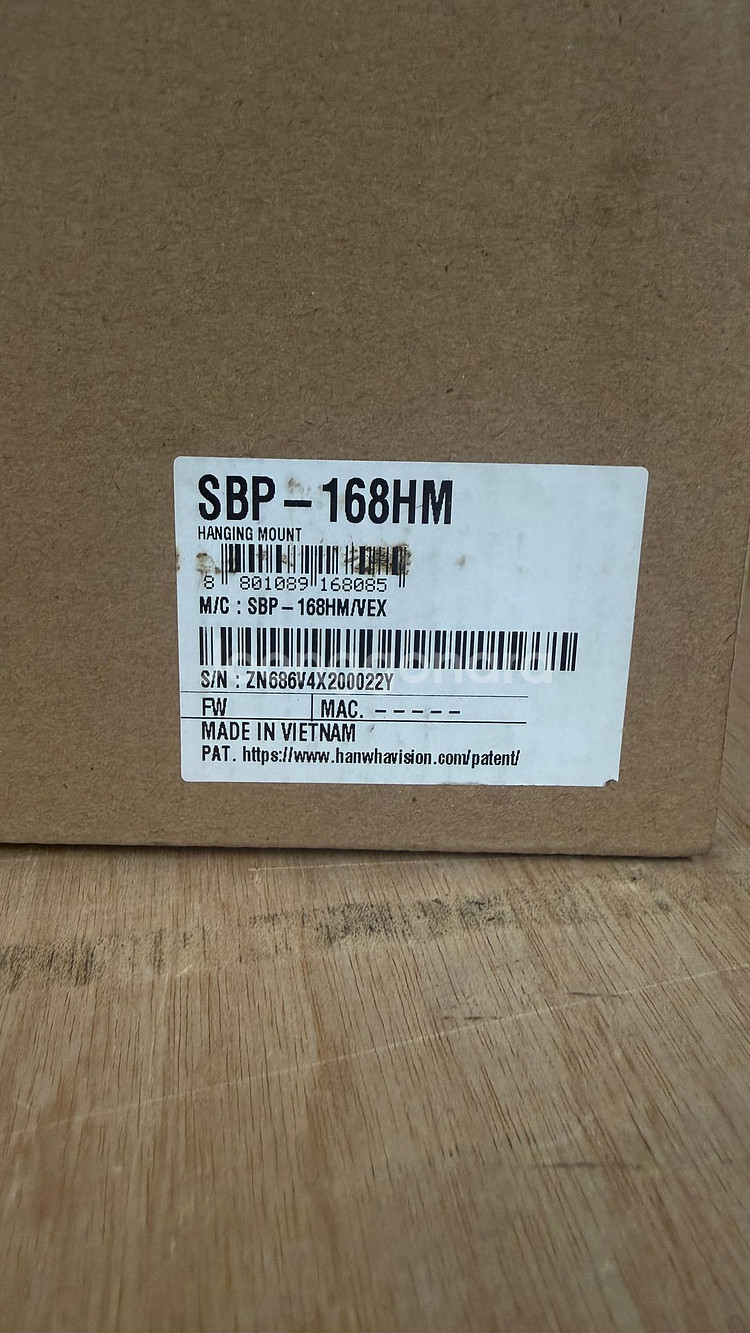 SBP-168HM
HANGING MOUNT
8 801089 168085
M/C : SBP-168HM/VEX
S/N : ZN686V4X200022Y
FW MAC. -----
MADE IN VIETNAM
PAT. https://www.hanwhavision.com/patent/